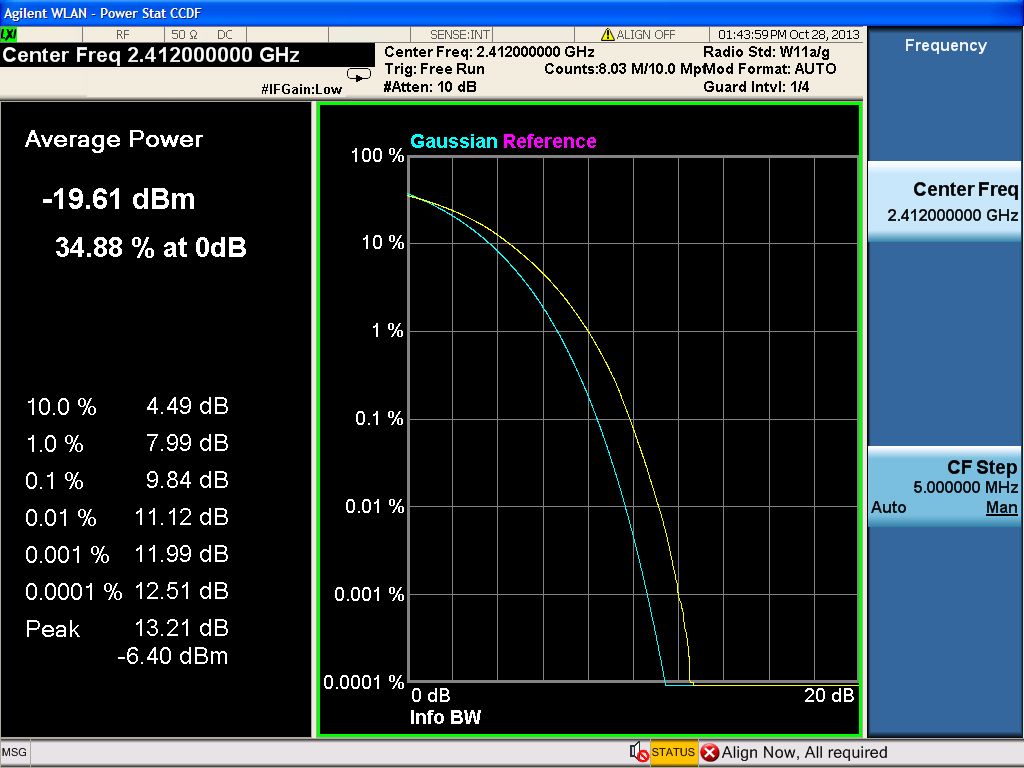 Agilent WLAN - Power Stat CCDF
LXI RF 50 Ω DC SENSE:INT ALIGN OFF 01:43:59 PM Oct 28, 2013
Center Freq 2.412000000 GHz
Center Freq: 2.412000000 GHz Radio Std: W11a/g
Trig: Free Run Counts:8.03 M/10.0 Mpt Mod Format: AUTO
#IFGain:Low #Atten: 10 dB Guard Intvl: 1/4
Average Power
-19.61 dBm
34.88 % at 0dB
10.0 % 4.49 dB
1.0 % 7.99 dB
0.1 % 9.84 dB
0.01 % 11.12 dB
0.001 % 11.99 dB
0.0001 % 12.51 dB
Peak 13.21 dB
-6.40 dBm
Gaussian Reference
100 %
10 %
1 %
0.1 %
0.01 %
0.001 %
0.0001 %
0 dB 20 dB
Info BW
Frequency
Center Freq
2.412000000 GHz
CF Step
5.000000 MHz
Auto Man
MSG STATUS Align Now, All required